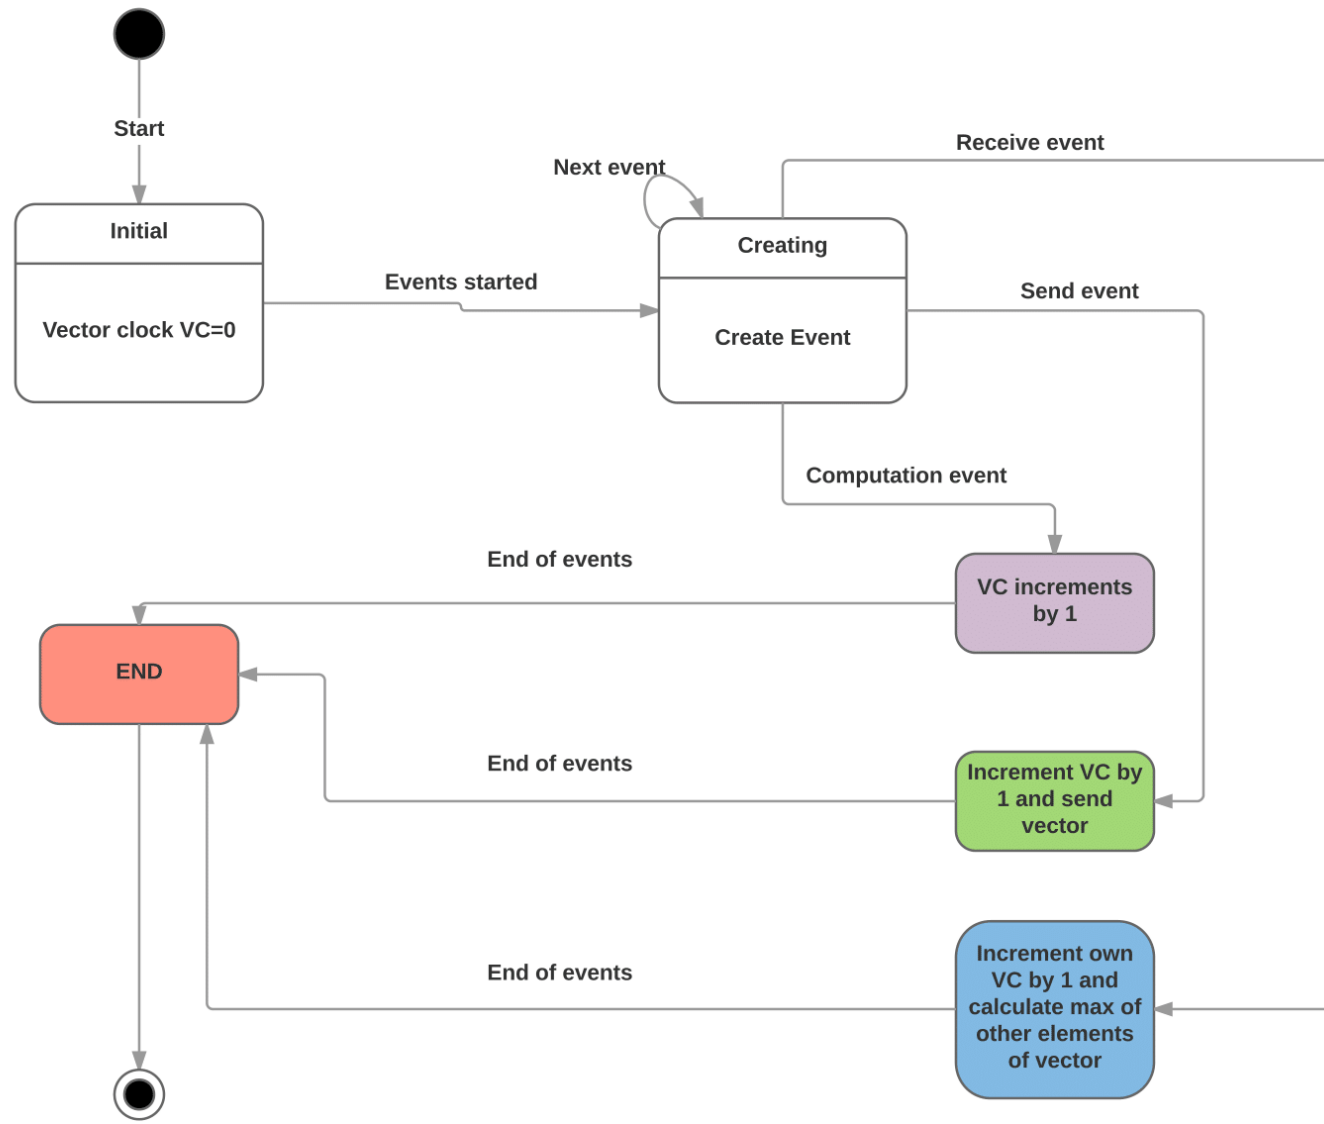 Start
Receive event
Next event
Initial
Creating
Events started
Send event
Vector clock VC=0
Create Event
Computation event
End of events
VC increments
by 1
END
End of events
Increment VC by
1 and send
vector
End of events
Increment own
VC by 1 and
calculate max of
other elements
of vector